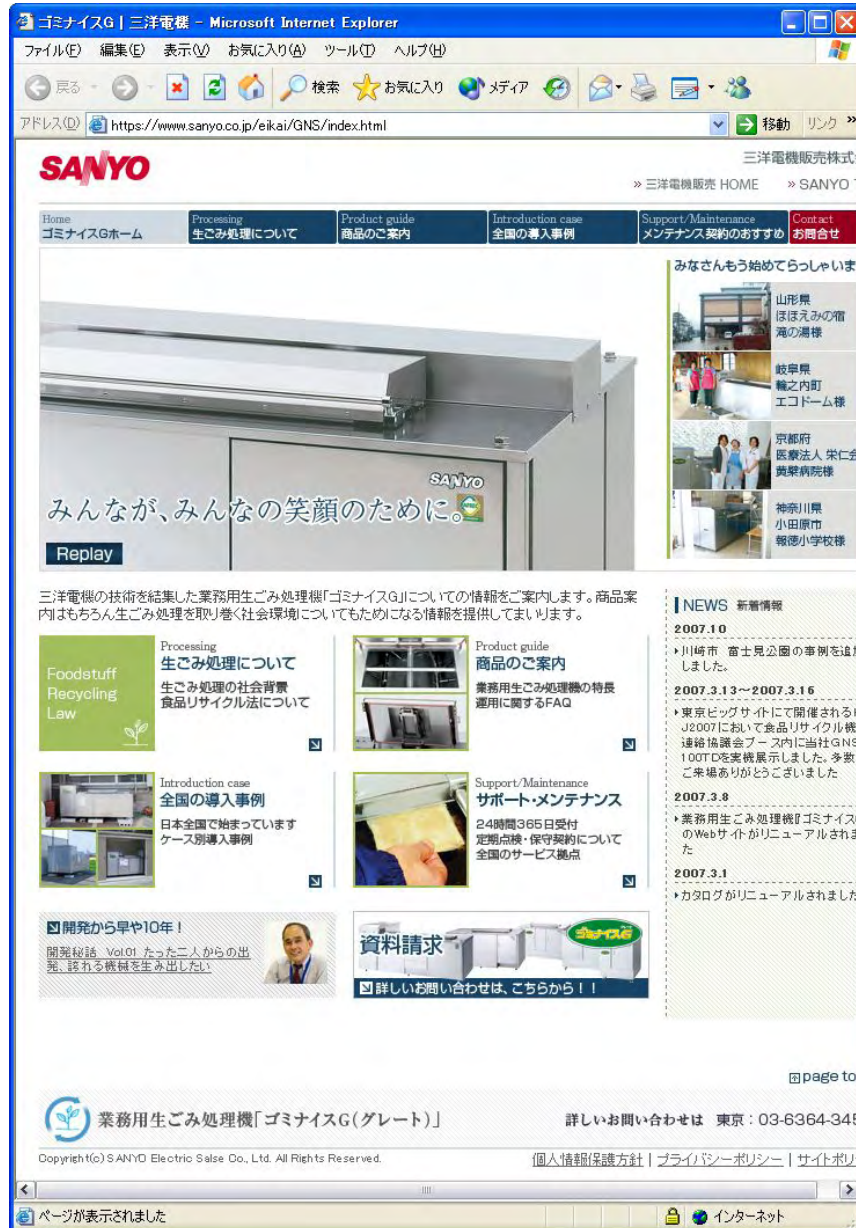 ゴミナイスG | 三洋電機 - Microsoft Internet Explorer
ファイル(F) 編集(E) 表示(V) お気に入り(A) ツール(T) ヘルプ(H)
戻る 検索 お気に入り メディア
アドレス(D) https://www.sanyo.co.jp/eikai/GNS/index.html 移動 リンク »
SANYO
三洋電機販売株式
» 三洋電機販売 HOME » SANYO
Home
ゴミナイスGホーム
Processing
生ごみ処理について
Product guide
商品のご案内
Introduction case
全国の導入事例
Support/Maintenance
メンテナンス契約のおすすめ
Contact
お問合せ
SANYO
みんなが、みんなの笑顔のために。
Replay
みなさんもう始めてらっしゃいま
山形県
ほほえみの宿
滝の湯様
岐阜県
輪之内町
エコドーム様
京都府
医療法人 栄仁会
黄檗病院様
神奈川県
小田原市
報徳小学校様
三洋電機の技術を結集した業務用生ごみ処理機「ゴミナイスG」についての情報をご案内します。商品案
内はもちろん生ごみ処理を取り巻く社会環境についてもためになる情報を提供してまいります。
Foodstuff
Recycling
Law
Processing
生ごみ処理について
生ごみ処理の社会背景
食品リサイクル法について
Product guide
商品のご案内
業務用生ごみ処理機の特長
運用に関するFAQ
Introduction case
全国の導入事例
日本全国で始まっています
ケース別導入事例
Support/Maintenance
サポート・メンテナンス
24時間365日受付
定期点検・保守契約について
全国のサービス拠点
開発から早や10年！
開発秘話 Vol.01 たった二人からの出
発、誇れる機械を生み出したい
資料請求
ゴミナイスG
詳しいお問い合わせは、こちらから！！
NEWS 新着情報
2007.10
川崎市 富士見公園の事例を追加
しました。
2007.3.13～2007.3.16
東京ビッグサイトにて開催される
J2007において食品リサイクル機
連絡協議会ブース内に当社GNS
100TDを実機展示しました。多数
ご来場ありがとうございました
2007.3.8
業務用生ごみ処理機『ゴミナイス
のWebサイトがリニューアルされま
た
2007.3.1
カタログがリニューアルされました
page to
業務用生ごみ処理機「ゴミナイスG(グレート)」
詳しいお問い合わせは 東京：03-6364-345
Copyright(c) SANYO Electric Salse Co., Ltd. All Rights Reserved.
個人情報保護方針 | プライバシーポリシー | サイトポリ
ページが表示されました インターネット